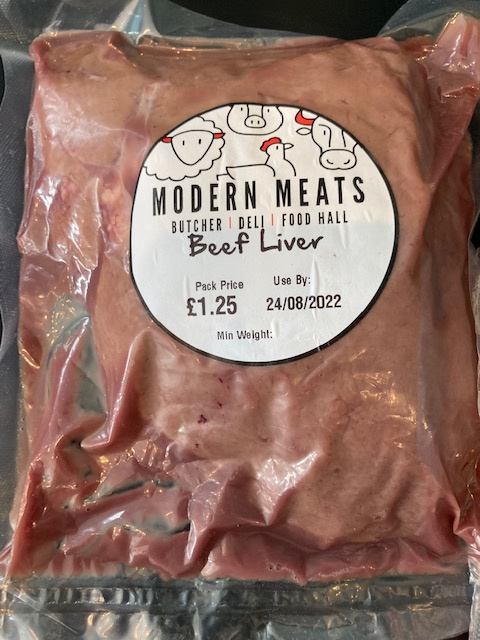 MODERN MEATS
BUTCHER | DELI | FOOD HALL
Beef Liver
Pack Price Use By:
£1.25 24/08/2022
Min Weight: